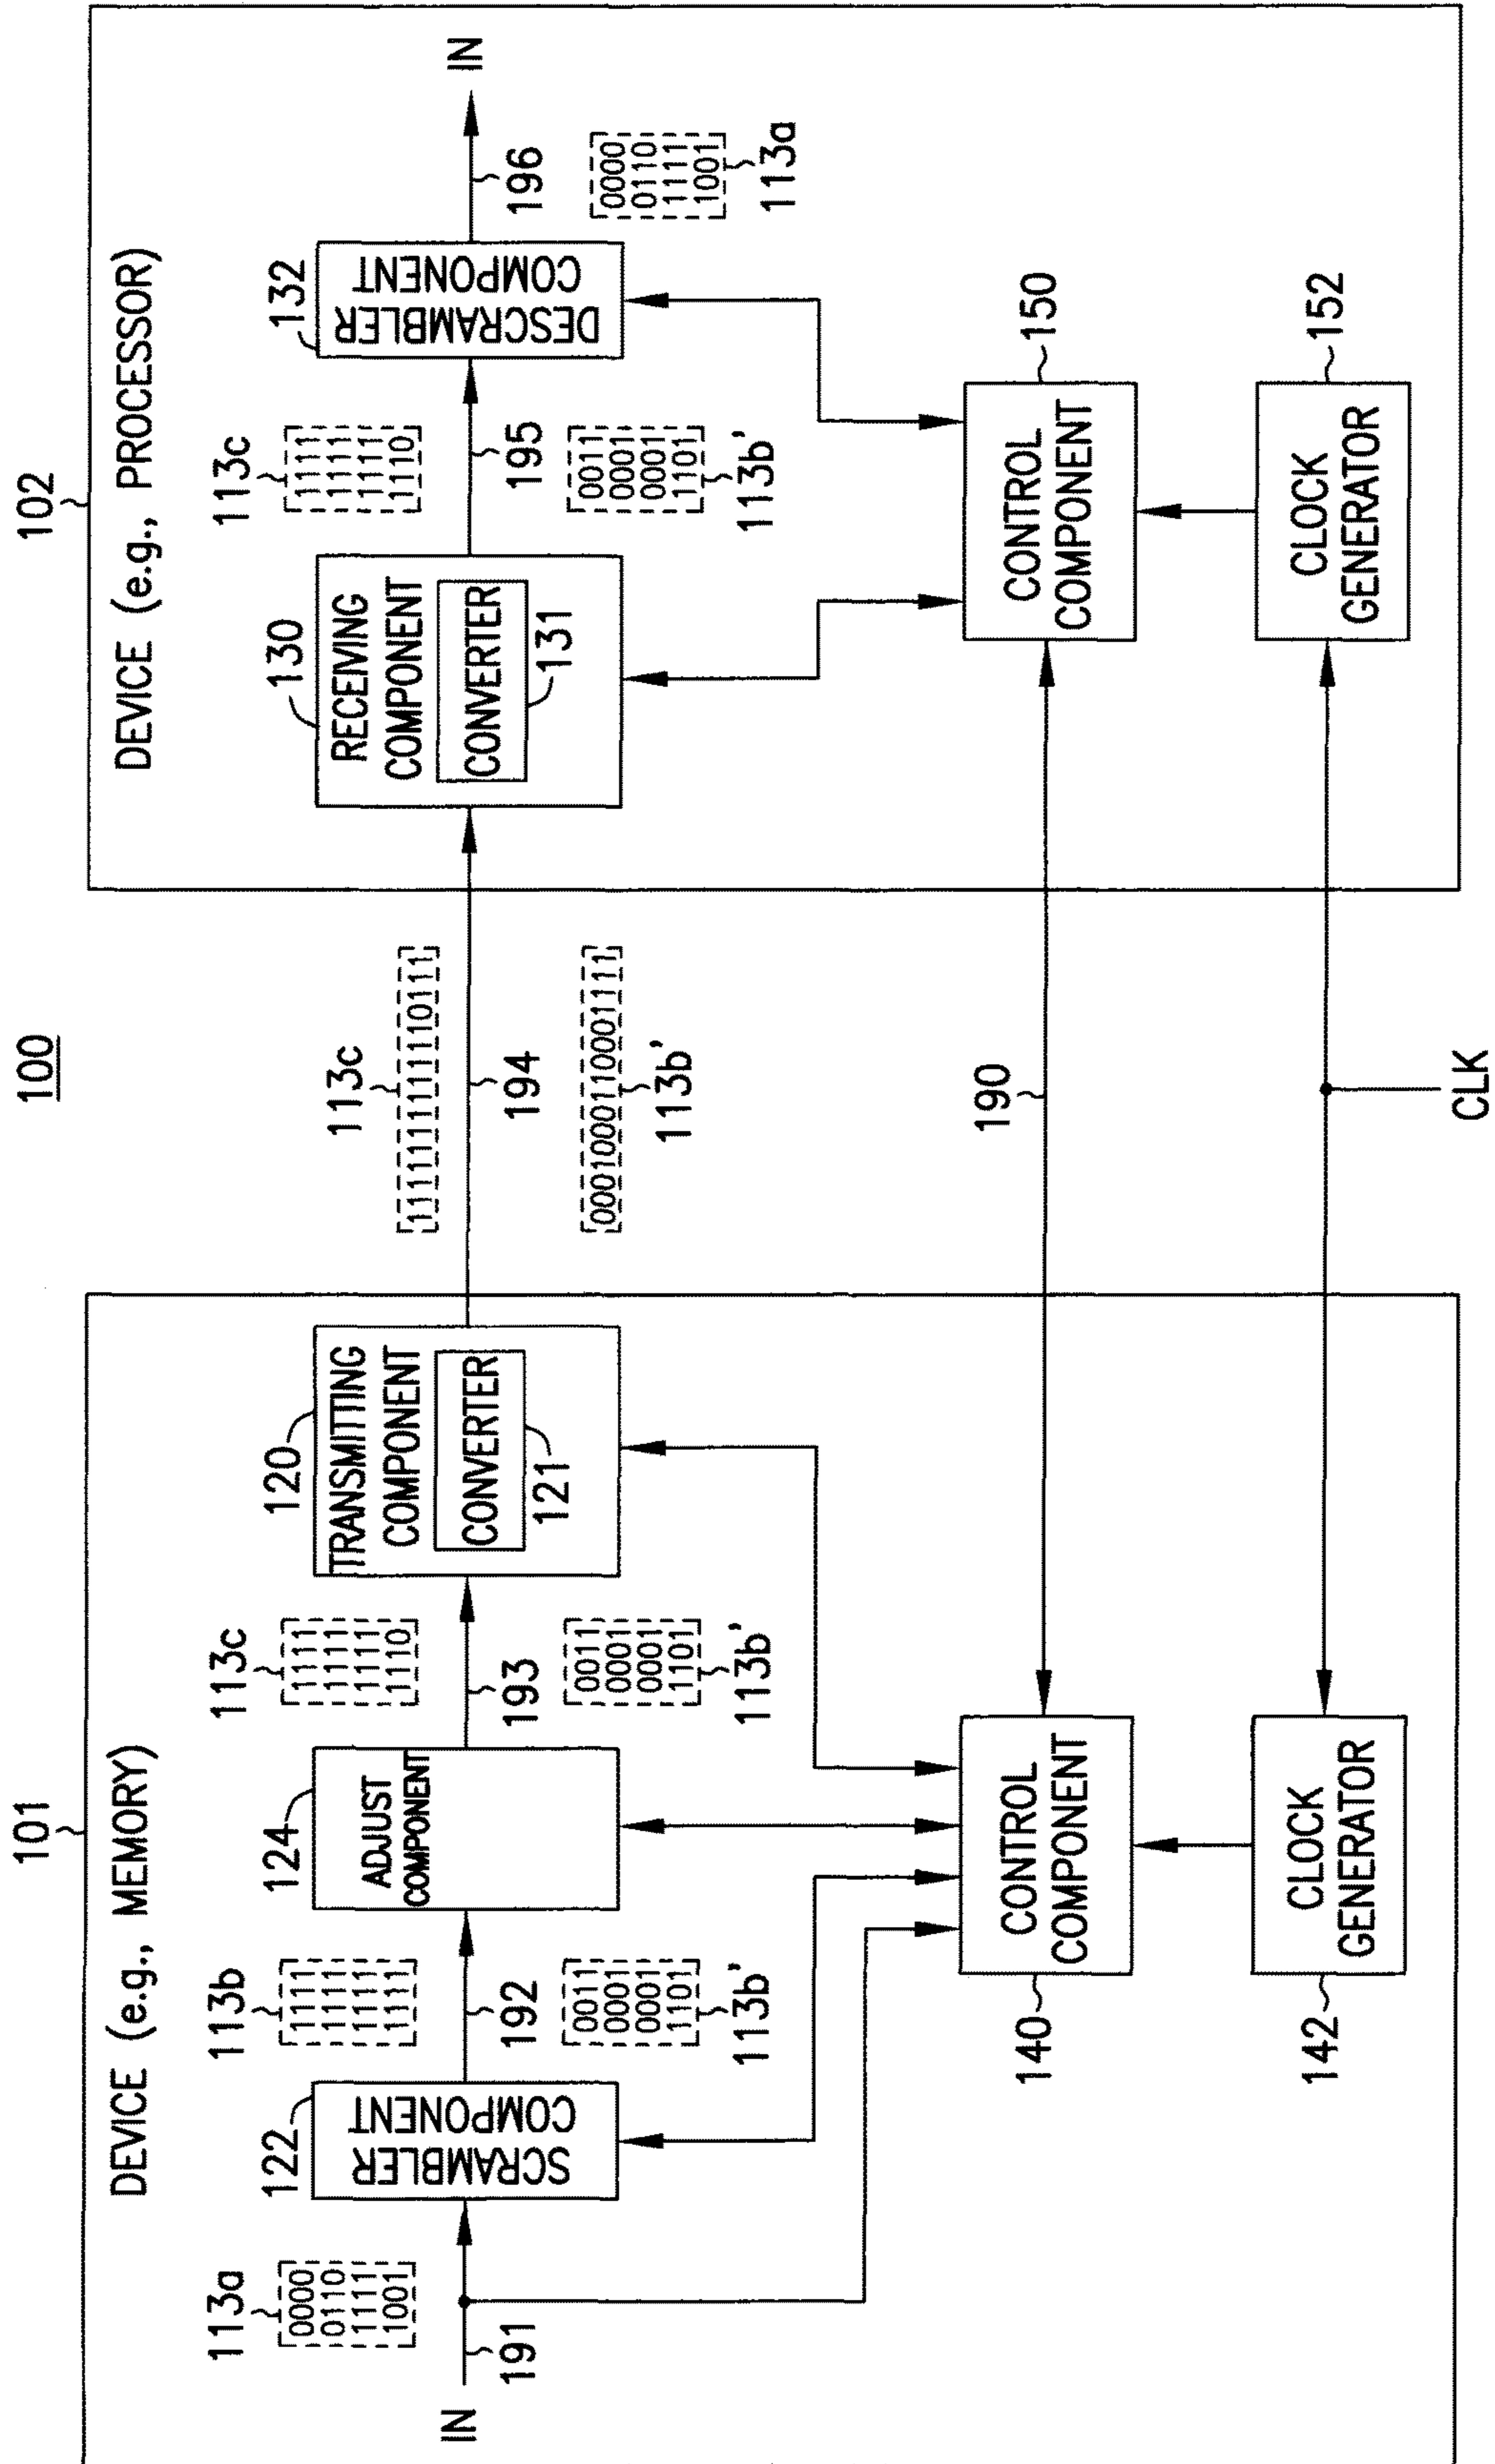 100
101
DEVICE (e.g., MEMORY)
102
DEVICE (e.g., PROCESSOR)
113a
0000
0110
1111
1001
IN
191
122
SCRAMBLER
COMPONENT
113b
1111
1111
1111
1111
192
0011
0001
0001
1101
113b'
124
ADJUST
COMPONENT
113c
1111
1111
1111
1110
193
0011
0001
0001
1101
113b'
120
TRANSMITTING
COMPONENT
CONVERTER
121
113c
1111111111110111
194
0001000110001111
113b'
130
RECEIVING
COMPONENT
CONVERTER
131
113c
1111
1111
1111
1110
195
0011
0001
0001
1101
113b'
132
DESCRAMBLER
COMPONENT
IN
196
0000
0110
1111
1001
113a
140
CONTROL
COMPONENT
190
CONTROL
COMPONENT
150
142
CLOCK
GENERATOR
CLK
CLOCK
GENERATOR
152